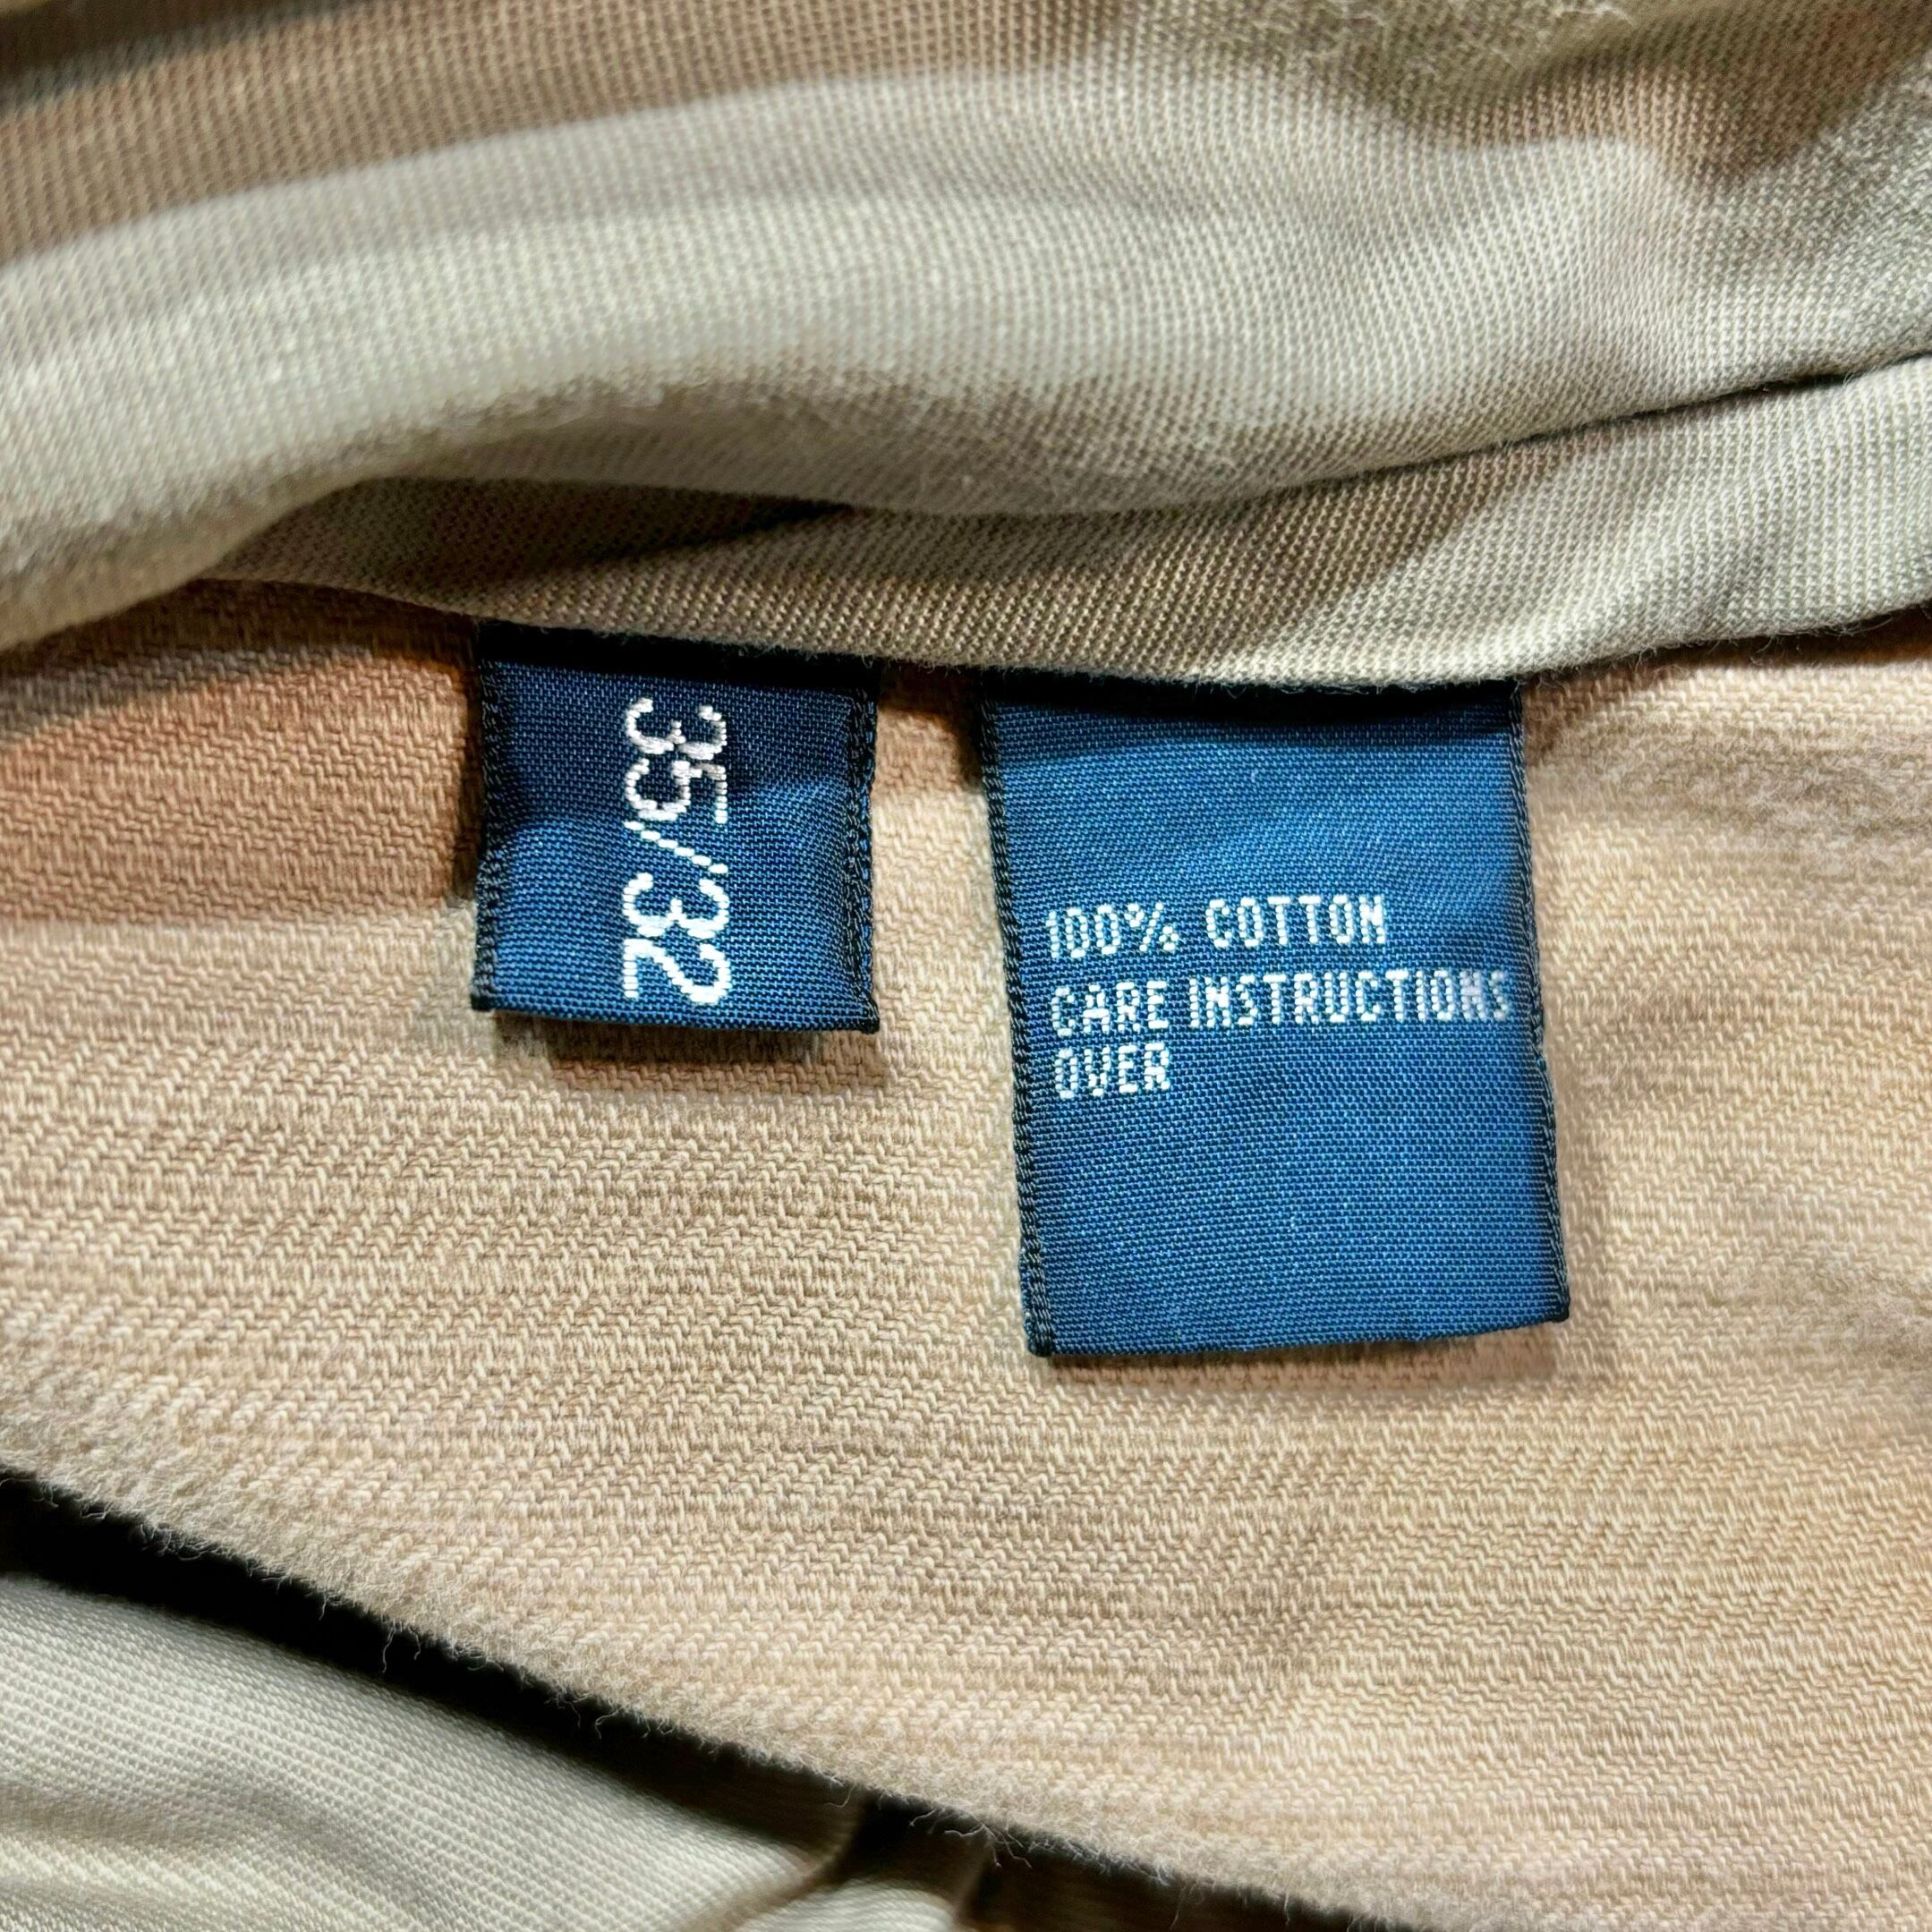 35/32
100% COTTON
CARE INSTRUCTIONS
OVER